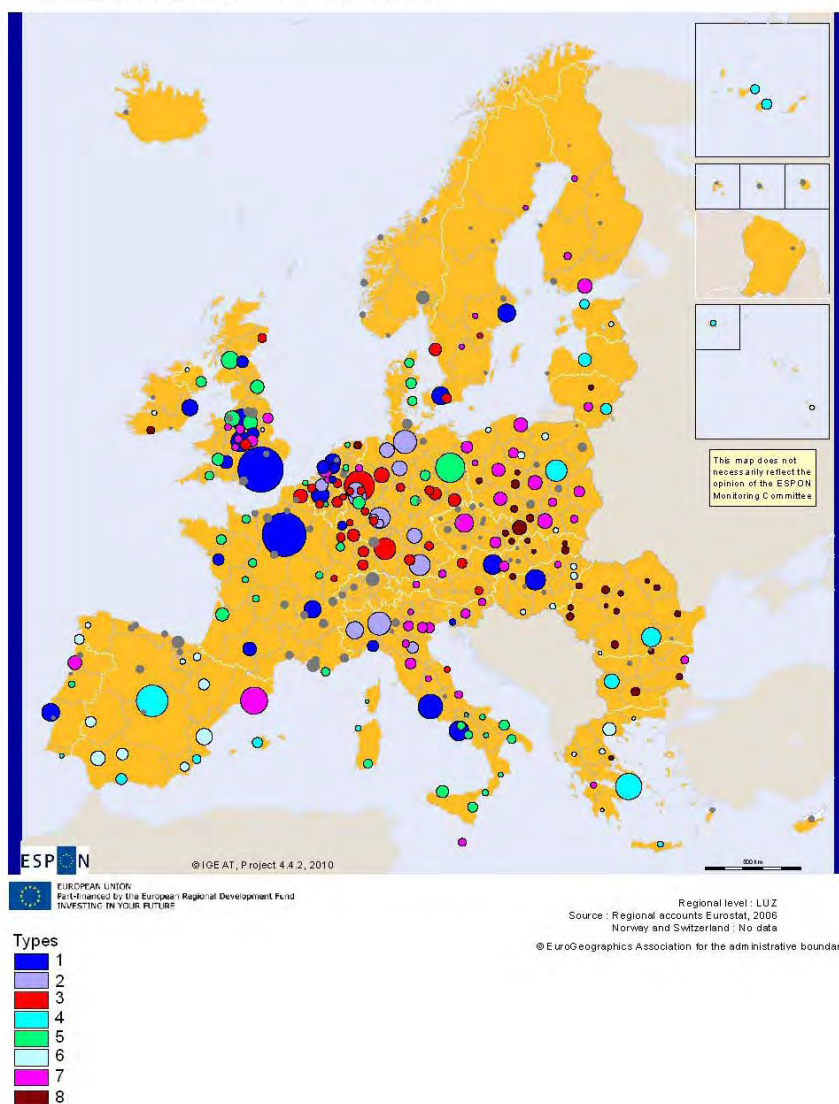 This map does not
necessarily reflect the
opinion of the ESPON
Monitoring Committee
ESPON
© IGEAT, Project 4.4.2, 2010
500 km
EUROPEAN UNION
Part-financed by the European Regional Development Fund
INVESTING IN YOUR FUTURE
Regional level : LUZ
Source : Regional accounts Eurostat, 2006
Norway and Switzerland : No data
© EuroGeographics Association for the administrative boundar
Types
1
2
3
4
5
6
7
8